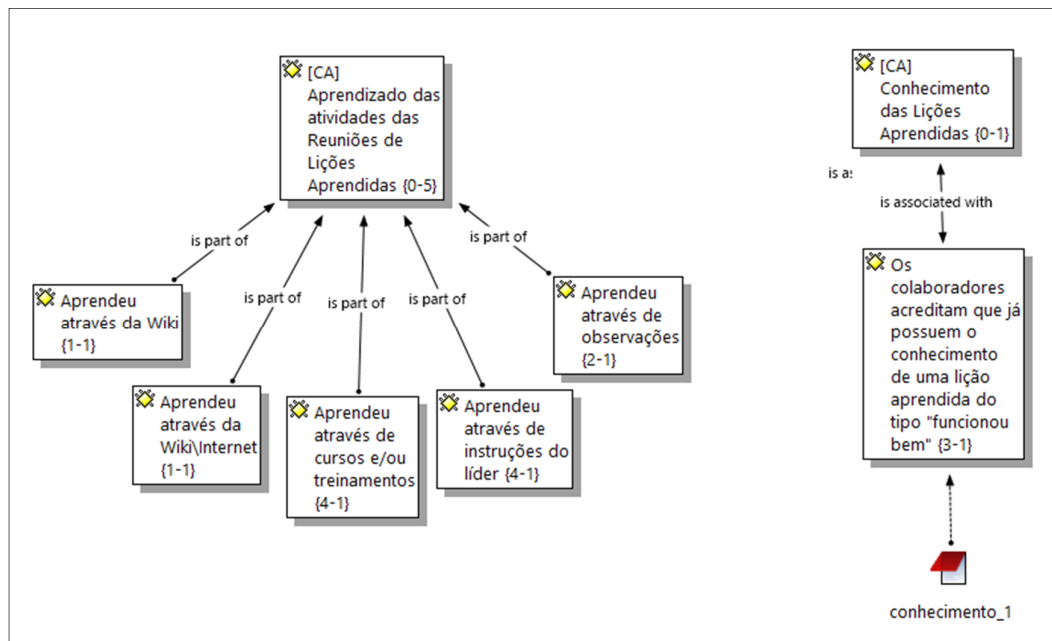 [CA]
Aprendizado das
atividades das
Reuniões de
Lições
Aprendidas {0-5}
is part of
is part of
is part of
is part of
is part of
Aprendeu
através da Wiki
{1-1}
Aprendeu
através da
Wiki\Internet
{1-1}
Aprendeu
através de
cursos e/ou
treinamentos
{4-1}
Aprendeu
através de
instruções do
líder {4-1}
Aprendeu
através de
observações
{2-1}
[CA]
Conhecimento
das Lições
Aprendidas {0-1}
is associated with
Os
colaboradores
acreditam que já
possuem o
conhecimento
de uma lição
aprendida do
tipo "funcionou
bem" {3-1}
conhecimento_1